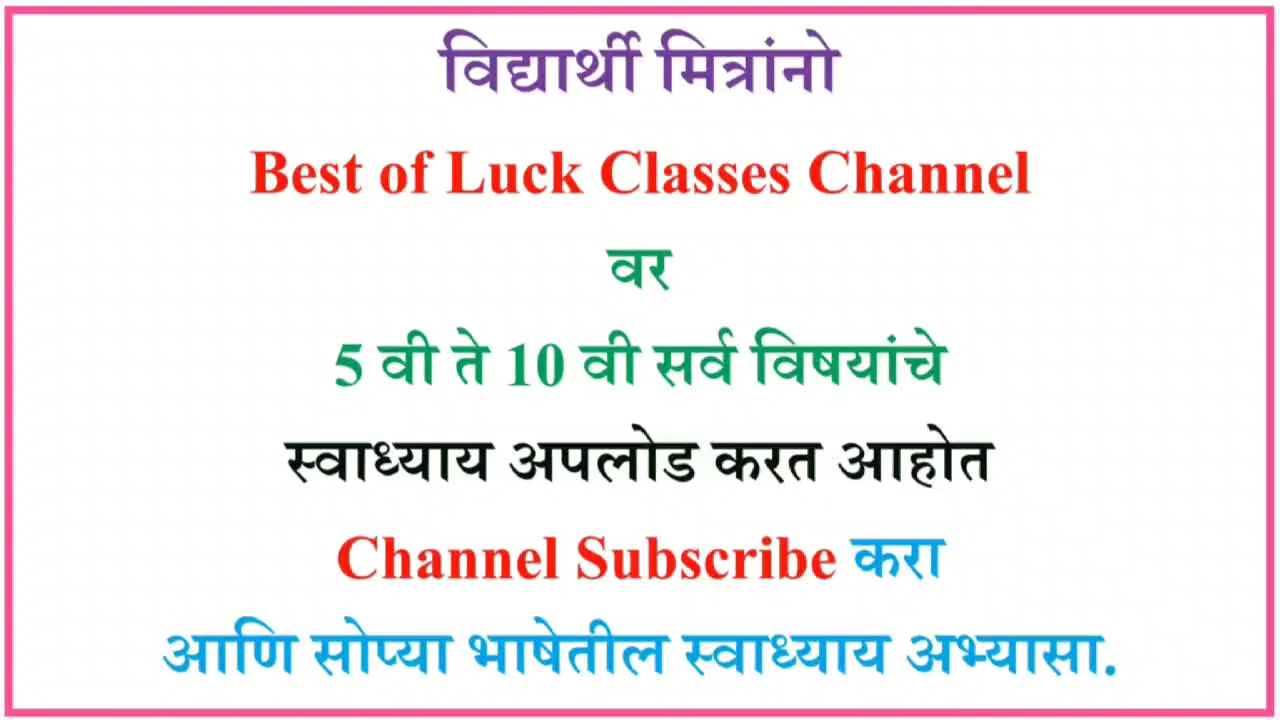 विद्यार्थी मित्रांनो
Best of Luck Classes Channel
वर
5 वी ते 10 वी सर्व विषयांचे
स्वाध्याय अपलोड करत आहोत
Channel Subscribe करा
आणि सोप्या भाषेतील स्वाध्याय अभ्यासा.